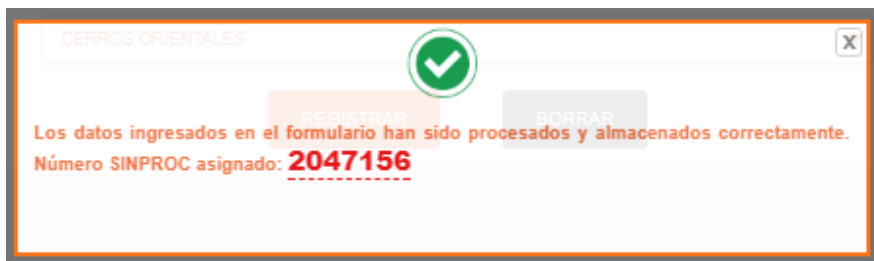 CERROS ORIENTALES
X
REGISTRAR
BORRAR
Los datos ingresados en el formulario han sido procesados y almacenados correctamente.
Número SINPROC asignado: 2047156